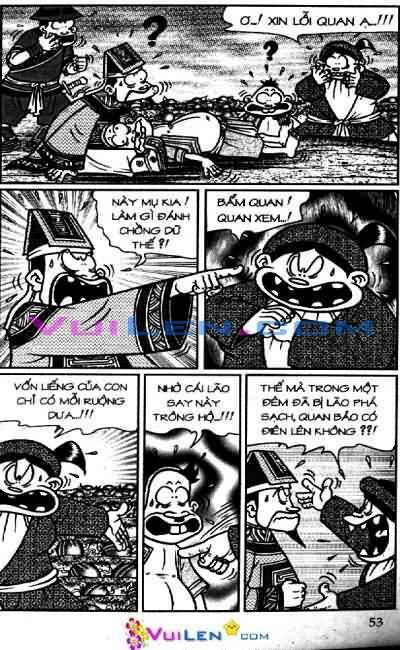 Ơ...! XIN LỖI QUAN Ạ...!!!
?
?
NÀY MỤ KIA!
LÀM GÌ ĐÁNH
CHỒNG DỮ
THẾ?!
BẨM QUAN!
QUAN XEM...!
VUILEN.COM
VỐN LIẾNG CỦA CON
CHỈ CÓ MỖI RUỘNG
DƯA...!!!
NHỜ CÁI LÃO
SAY NÀY
TRÔNG HỘ...!!!
THẾ MÀ TRONG MỘT
ĐÊM ĐÃ BỊ LÃO PHÁ
SẠCH, QUAN BẢO CÓ
ĐIÊN LÊN KHÔNG??!
53
VUILEN.COM